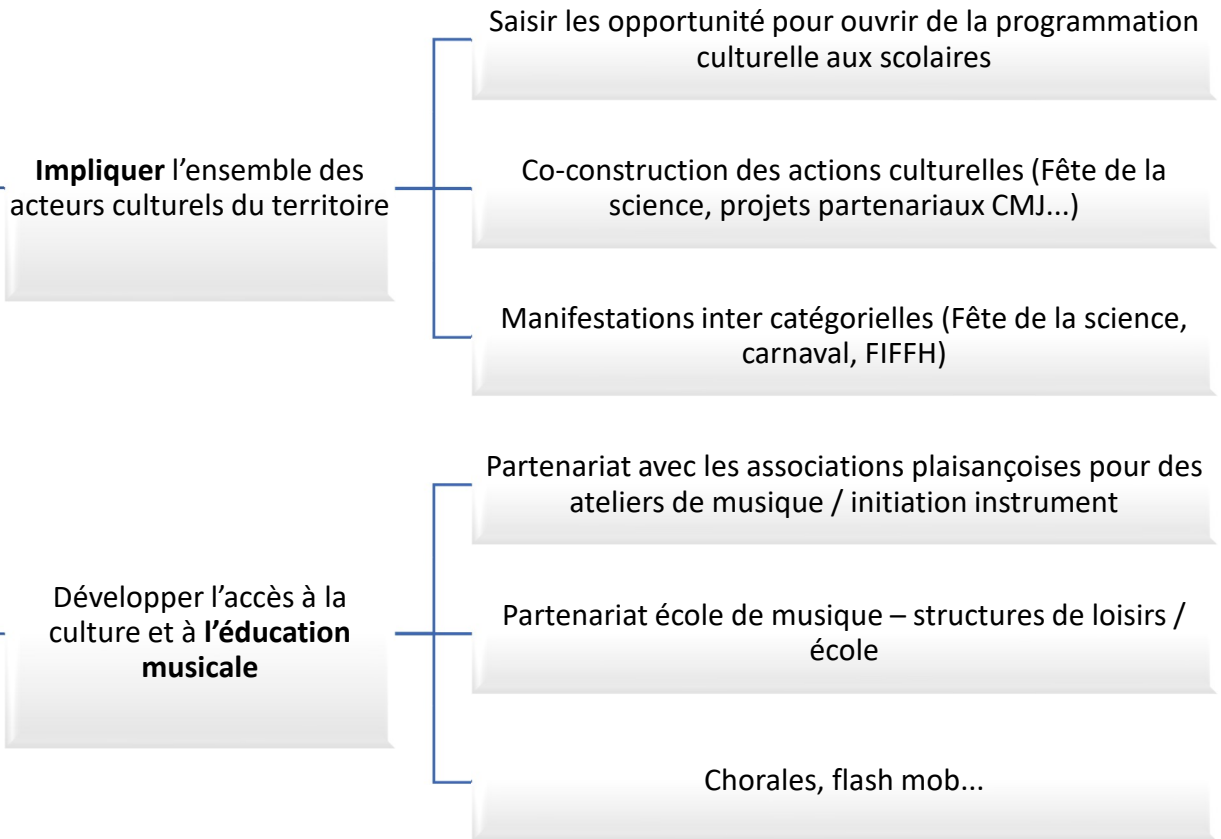 Impliquer l'ensemble des
acteurs culturels du territoire
Saisir les opportunité pour ouvrir de la programmation
culturelle aux scolaires
Co-construction des actions culturelles (Fête de la
science, projets partenariaux CMJ...)
Manifestations inter catégorielles (Fête de la science,
carnaval, FIFFH)
Développer l'accès à la
culture et à l'éducation
musicale
Partenariat avec les associations plaisançoises pour des
ateliers de musique / initiation instrument
Partenariat école de musique – structures de loisirs /
école
Chorales, flash mob...